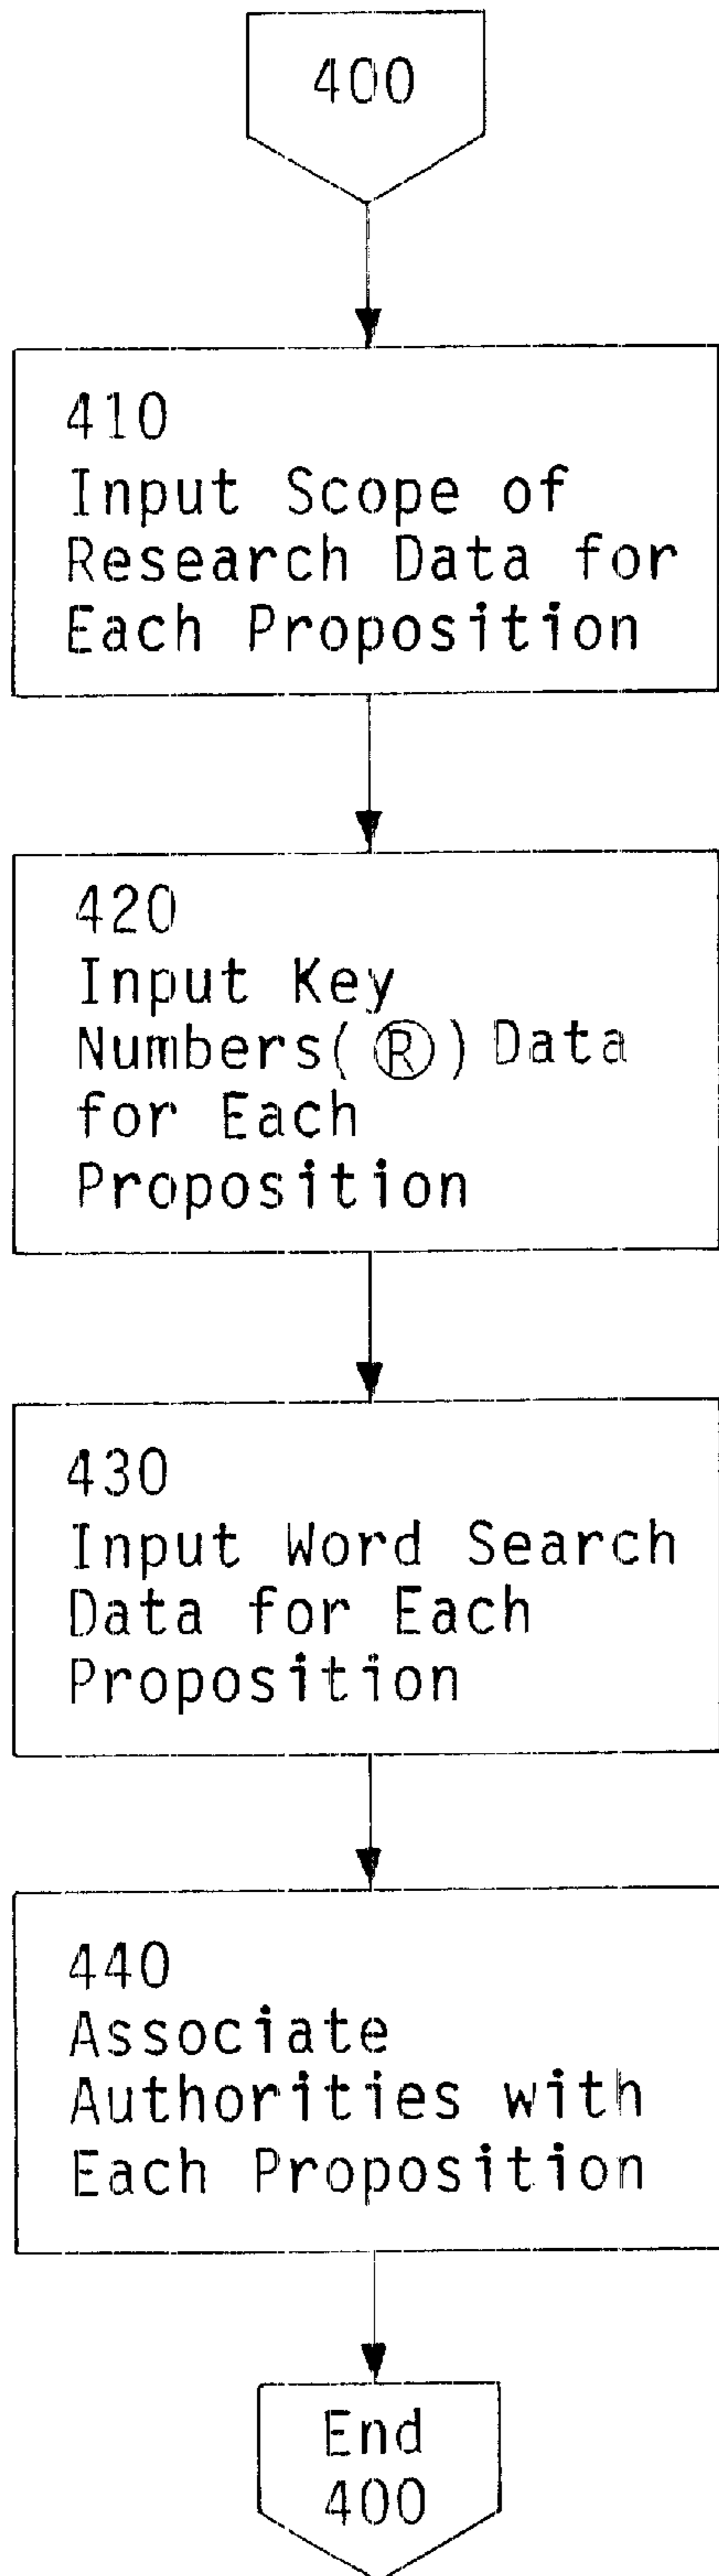 400
410
Input Scope of
Research Data for
Each Proposition
420
Input Key
Numbers( ® ) Data
for Each
Proposition
430
Input Word Search
Data for Each
Proposition
440
Associate
Authorities with
Each Proposition
End
400